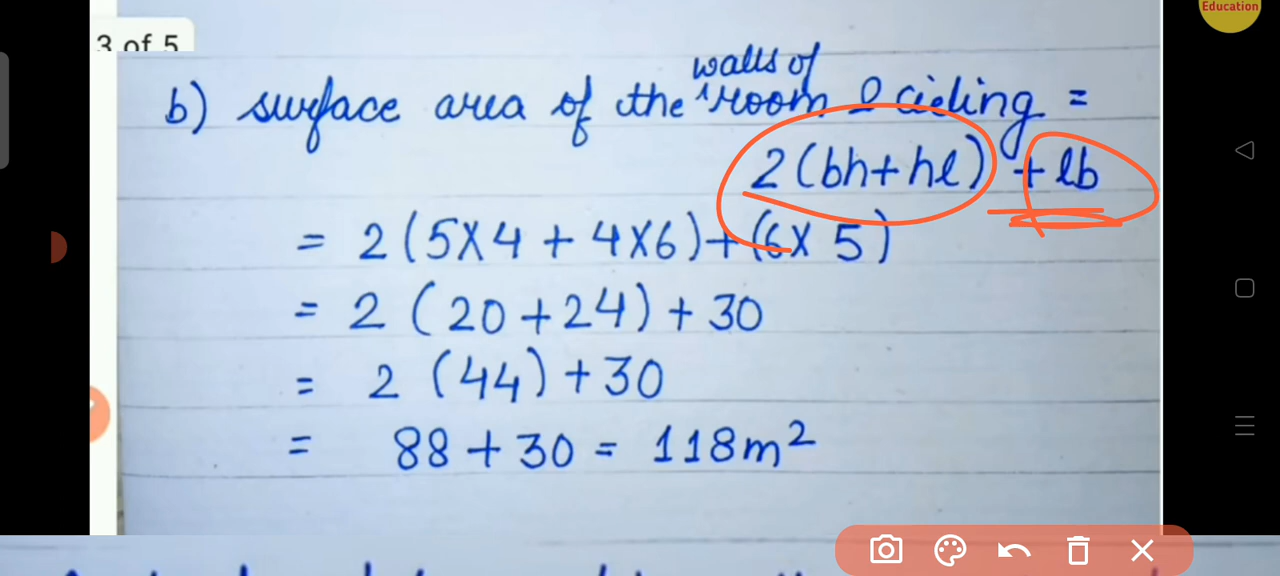 Education
3 of 5
walls of
b) surface area of the room & cieling =
2(bh+hl) + lb
= 2(5X4 + 4X6)+(6X 5)
= 2 (20+24)+30
= 2 (44)+30
= 88+30 = 118m²